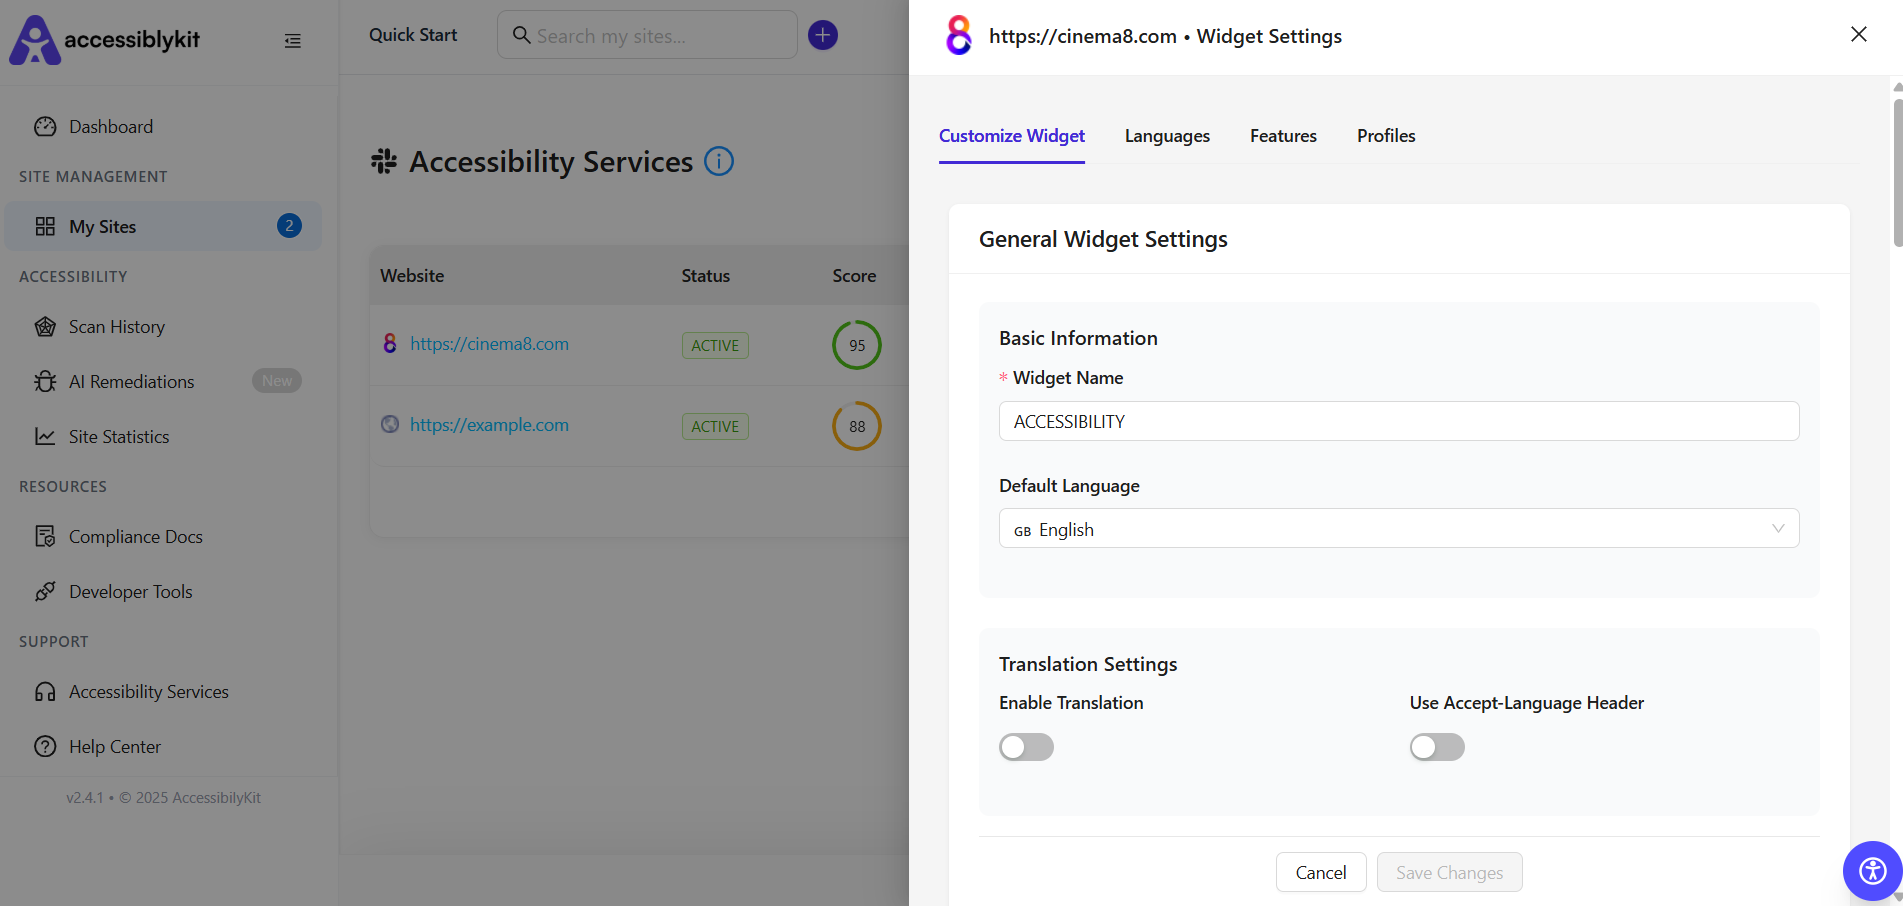 accessiblykit
Dashboard
SITE MANAGEMENT
My Sites
2
ACCESSIBILITY
Scan History
AI Remediations
New
Site Statistics
RESOURCES
Compliance Docs
Developer Tools
SUPPORT
Accessibility Services
Help Center
v2.4.1 • © 2025 AccessibilyKit
Quick Start
Search my sites...
Accessibility Services
Website Status Score
https://cinema8.com ACTIVE 95
https://example.com ACTIVE 88
https://cinema8.com • Widget Settings
Customize Widget Languages Features Profiles
General Widget Settings
Basic Information
* Widget Name
ACCESSIBILITY
Default Language
GB English
Translation Settings
Enable Translation Use Accept-Language Header
Cancel Save Changes